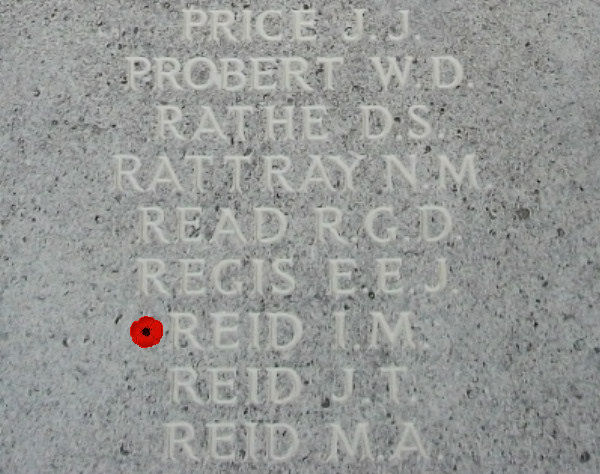 PRICE J. J.
PROBERT W. D.
RATHE D. S.
RATTRAY N. M.
READ R. G. D.
REGIS E. E. J.
REID I. M.
REID J. T.
REID M. A.